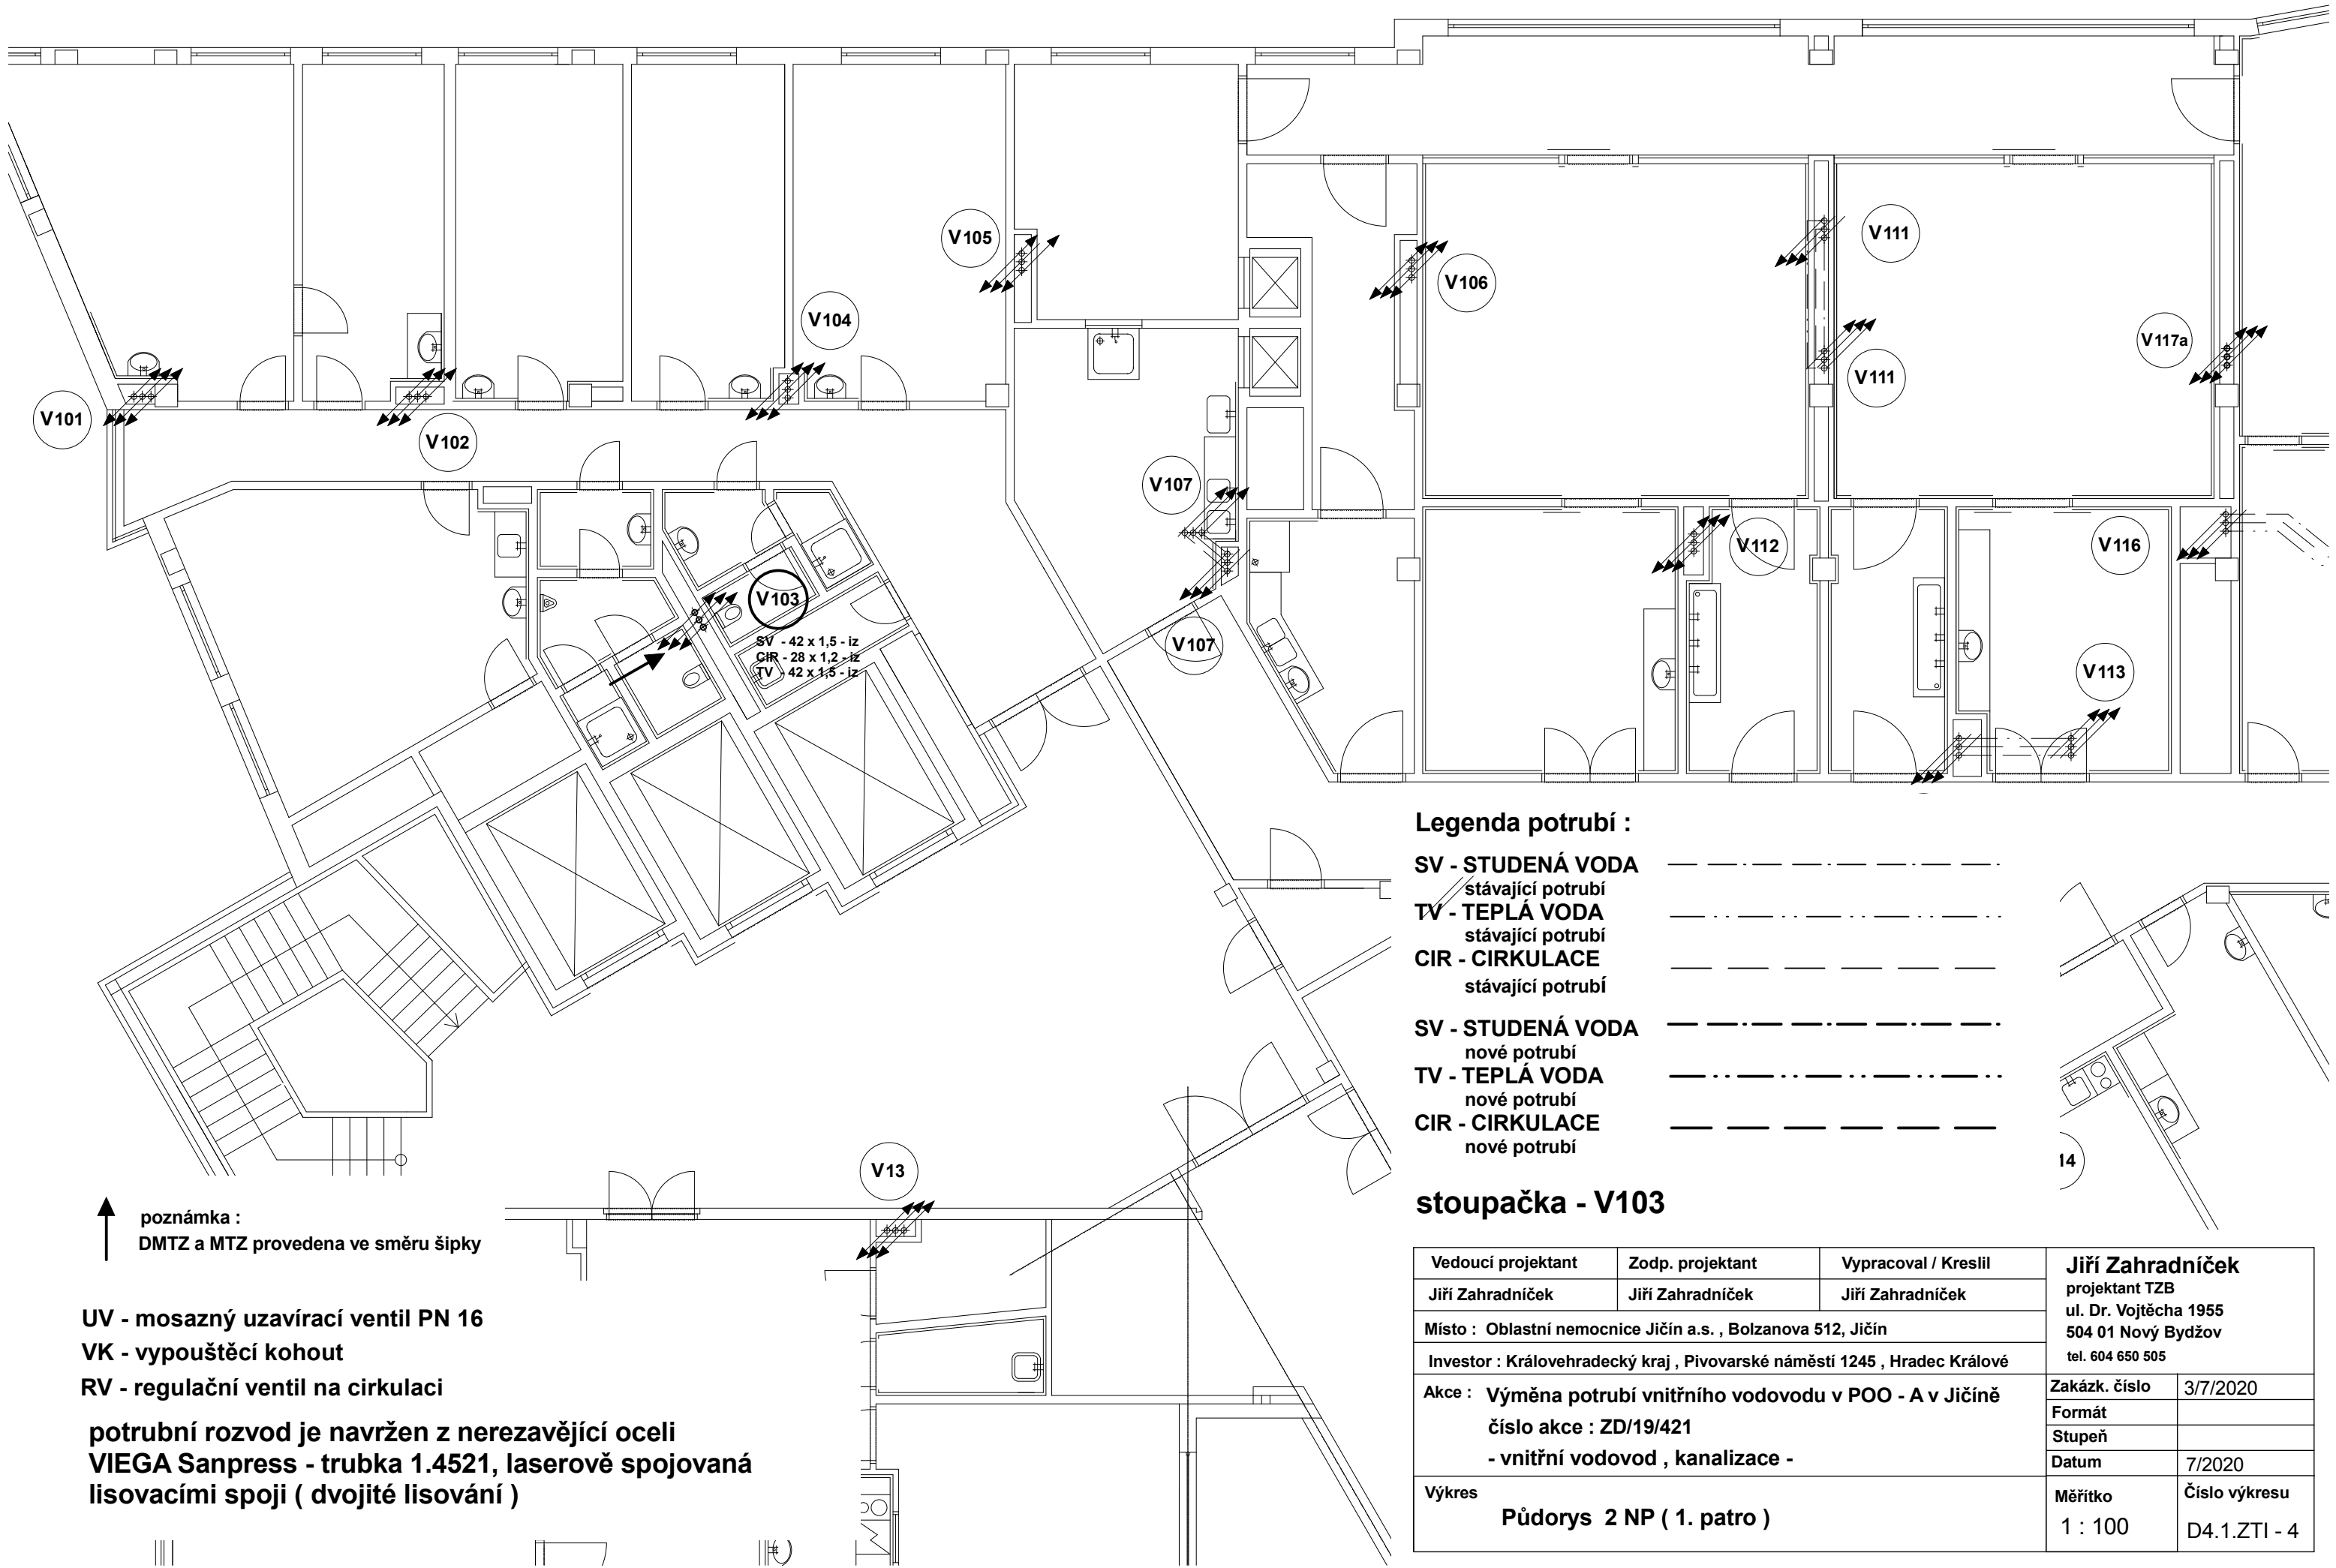 V105
V111
V106
V104
V117a
V111
V101
V102
V107
V112
V116
V103
SV - 42 x 1,5 - iz
CIR - 28 x 1,2 - iz
TV - 42 x 1,5 - iz
V107
V113
Legenda potrubí :
SV - STUDENÁ VODA
stávající potrubí
TV - TEPLÁ VODA
stávající potrubí
CIR - CIRKULACE
stávající potrubí
SV - STUDENÁ VODA
nové potrubí
TV - TEPLÁ VODA
nové potrubí
CIR - CIRKULACE
nové potrubí
14
V13
stoupačka - V103
poznámka :
DMTZ a MTZ provedena ve směru šipky
UV - mosazný uzavírací ventil PN 16
VK - vypouštěcí kohout
RV - regulační ventil na cirkulaci
potrubní rozvod je navržen z nerezavějící oceli
VIEGA Sanpress - trubka 1.4521, laserově spojovaná
lisovacími spoji ( dvojité lisování )
Vedoucí projektant
Zodp. projektant
Vypracoval / Kreslil
Jiří Zahradníček
Jiří Zahradníček
Jiří Zahradníček
Jiří Zahradníček
projektant TZB
ul. Dr. Vojtěcha 1955
504 01 Nový Bydžov
tel. 604 650 505
Místo : Oblastní nemocnice Jičín a.s. , Bolzanova 512, Jičín
Investor : Královehradecký kraj , Pivovarské náměstí 1245 , Hradec Králové
Akce : Výměna potrubí vnitřního vodovodu v POO - A v Jičíně
číslo akce : ZD/19/421
- vnitřní vodovod , kanalizace -
Zakázk. číslo 3/7/2020
Formát
Stupeň
Datum 7/2020
Výkres
Půdorys 2 NP ( 1. patro )
Měřítko
1 : 100
Číslo výkresu
D4.1.ZTI - 4